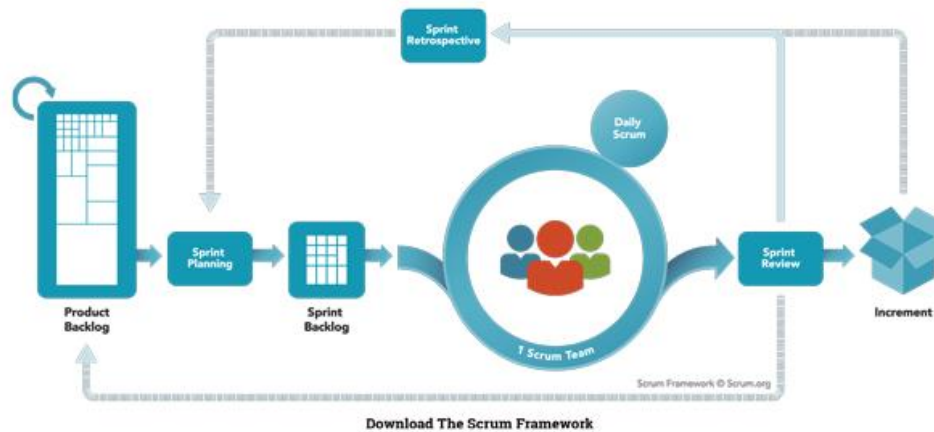 Sprint
Retrospective
Daily
Scrum
Sprint
Planning
Sprint
Review
Product
Backlog
Sprint
Backlog
Increment
1 Scrum Team
Scrum Framework © Scrum.org
Download The Scrum Framework